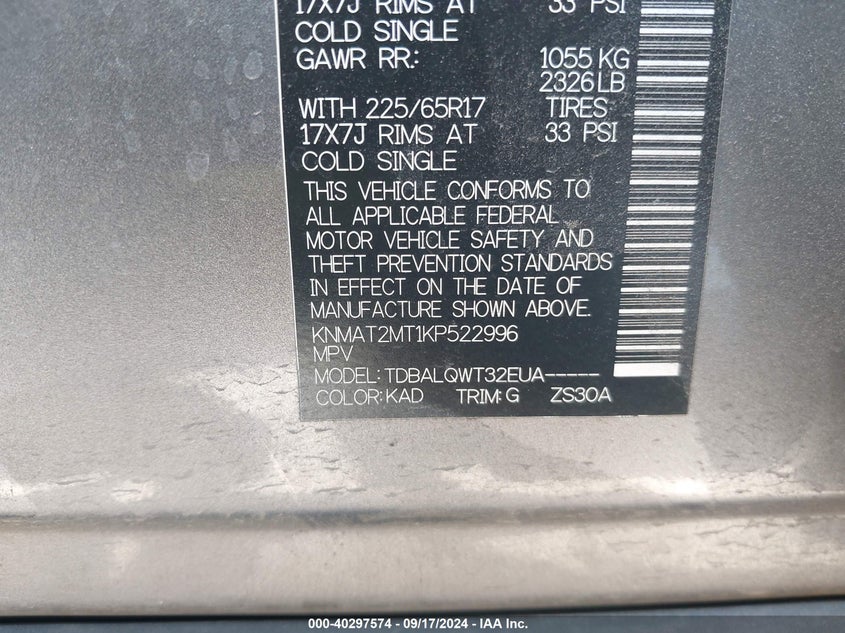 17X7J RIMS AT 33 PSI
COLD SINGLE
GAWR RR.: 1055 KG
2326 LB
WITH 225/65R17 TIRES
17X7J RIMS AT 33 PSI
COLD SINGLE
THIS VEHICLE CONFORMS TO
ALL APPLICABLE FEDERAL
MOTOR VEHICLE SAFETY AND
THEFT PREVENTION STANDARDS
IN EFFECT ON THE DATE OF
MANUFACTURE SHOWN ABOVE.
KNMAT2MT1KP522996
MPV
MODEL: TDBALQWT32EUA-----
COLOR: KAD TRIM: G ZS30A
000-40297574 - 09/17/2024 - IAA Inc.